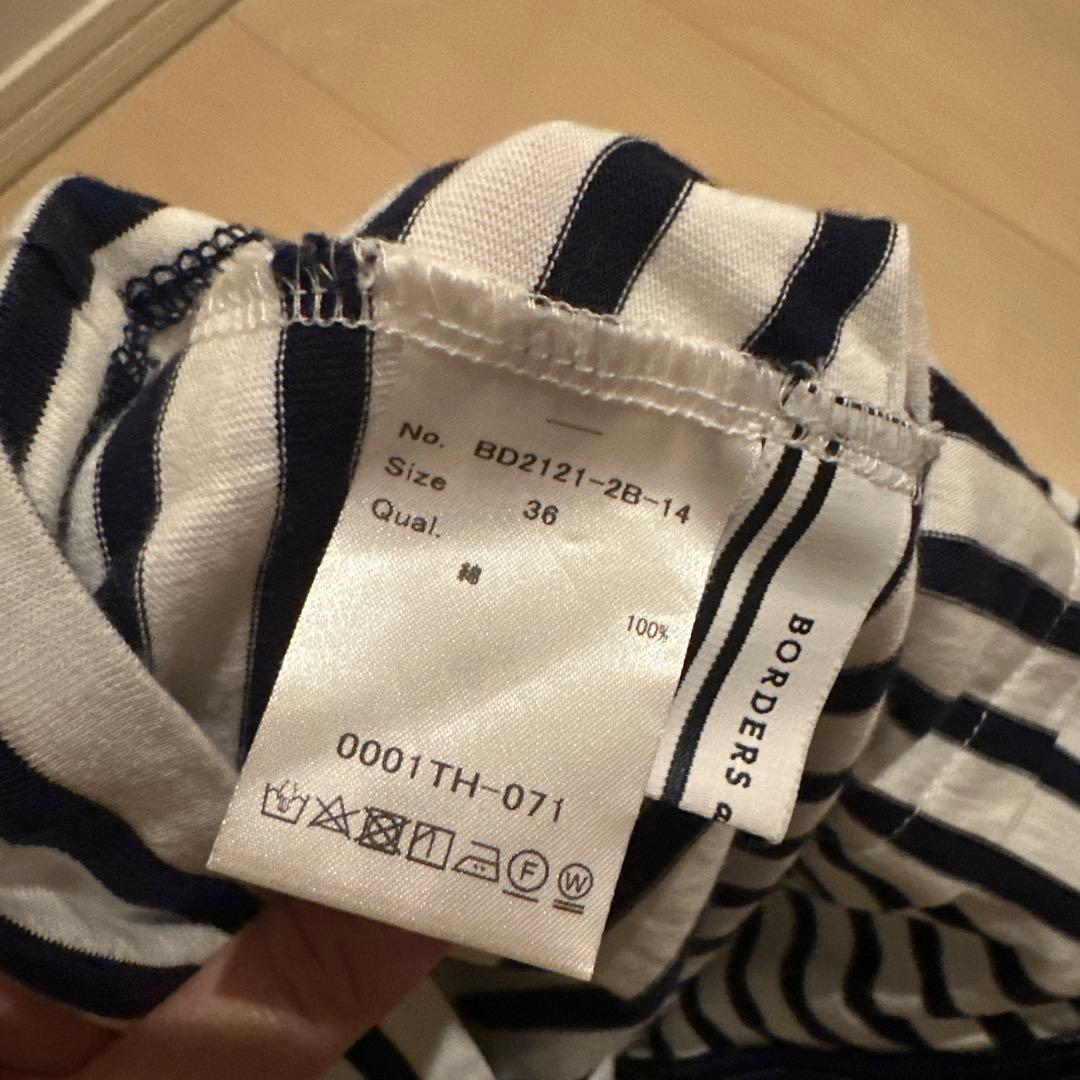 No. BD2121-2B-14
Size 36
Qual.
綿
100%
0001TH-071
F W
BORDERS a